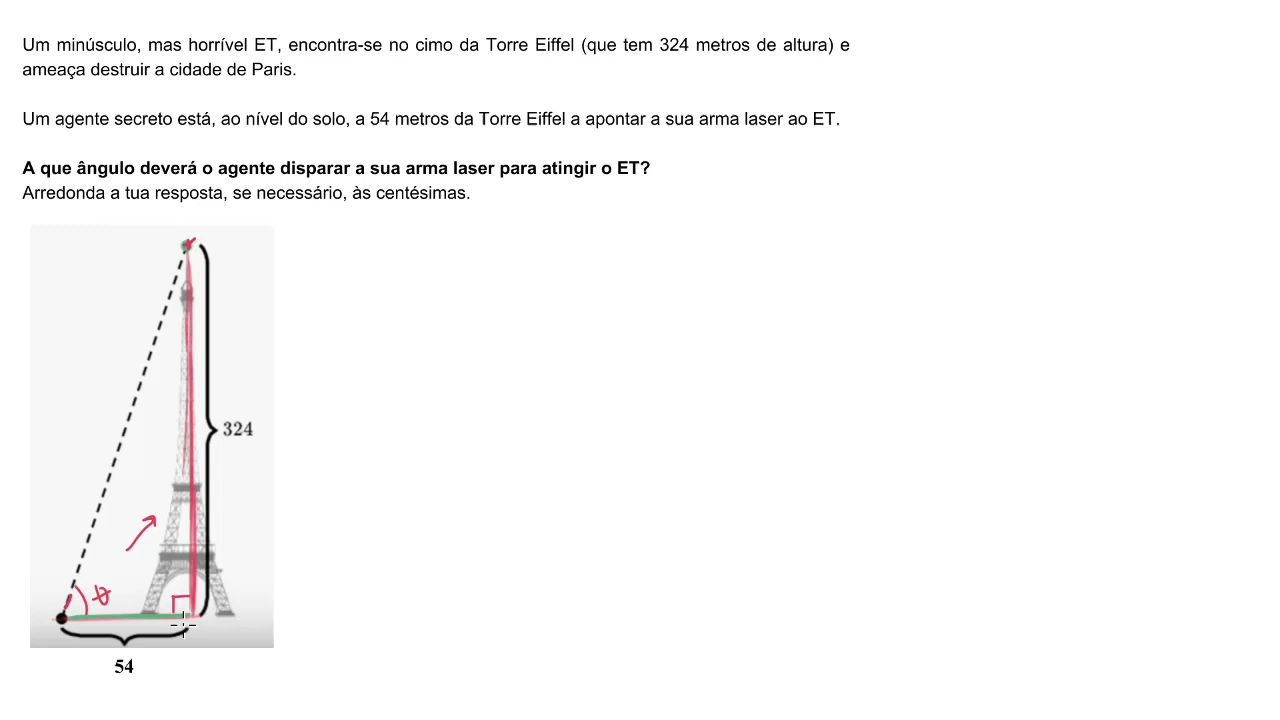 Um minúsculo, mas horrível ET, encontra-se no cimo da Torre Eiffel (que tem 324 metros de altura) e
ameaça destruir a cidade de Paris.
Um agente secreto está, ao nível do solo, a 54 metros da Torre Eiffel a apontar a sua arma laser ao ET.
A que ângulo deverá o agente disparar a sua arma laser para atingir o ET?
Arredonda a tua resposta, se necessário, às centésimas.
324
θ
54